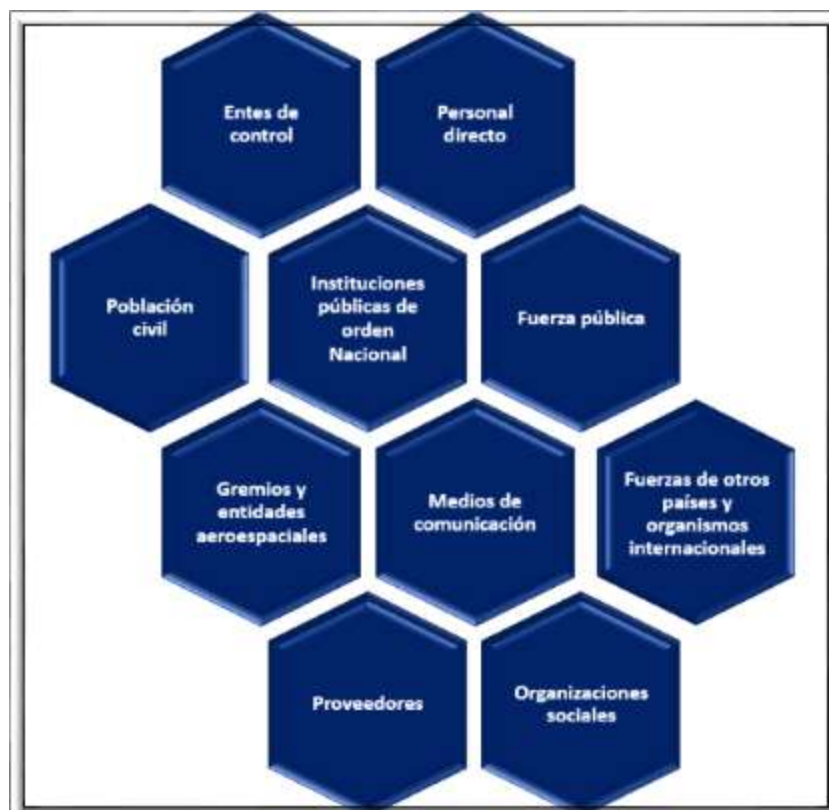 Entes de
control
Personal
directo
Población
civil
Instituciones
públicas de
orden
Nacional
Fuerza pública
Gremios y
entidades
aeroespaciales
Medios de
comunicación
Fuerzas de otros
países y
organismos
internacionales
Proveedores
Organizaciones
sociales